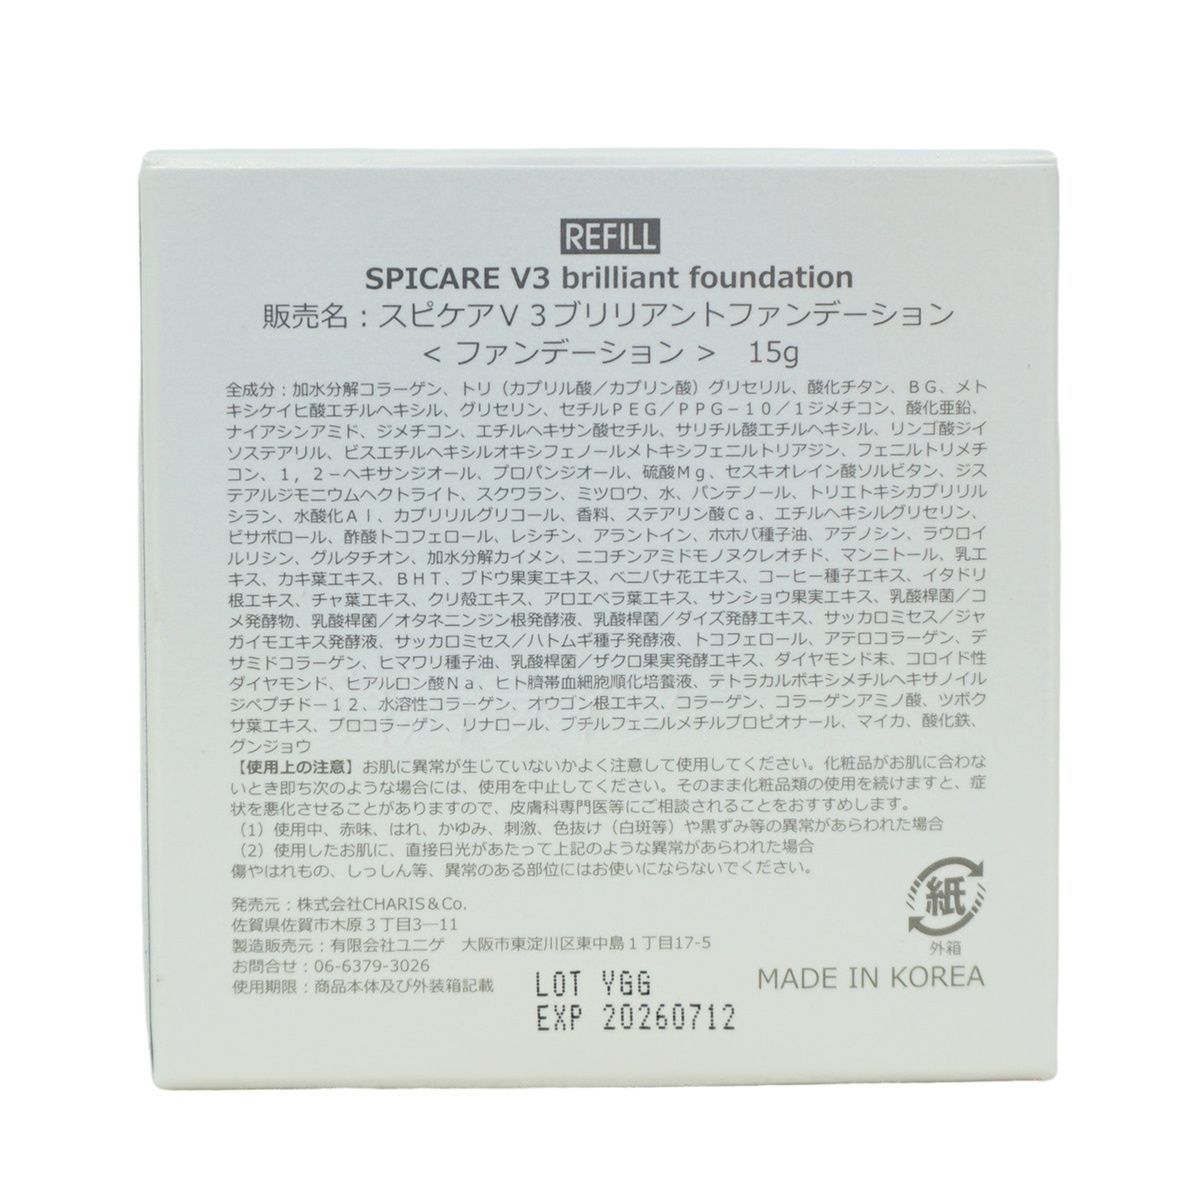 REFILL
SPICARE V3 brilliant foundation
販売名：スピケアＶ３ブリリアントファンデーション
＜ファンデーション＞　15g
全成分：加水分解コラーゲン、トリ（カプリル酸／カプリン酸）グリセリル、酸化チタン、ＢＧ、メト
キシケイヒ酸エチルヘキシル、グリセリン、セチルＰＥＧ／ＰＰＧ－１０／１ジメチコン、酸化亜鉛、
ナイアシンアミド、ジメチコン、エチルヘキサン酸セチル、サリチル酸エチルヘキシル、リンゴ酸ジイ
ソステアリル、ビスエチルヘキシルオキシフェノールメトキシフェニルトリアジン、フェニルトリメチ
コン、１，２－ヘキサンジオール、プロパンジオール、硫酸Ｍｇ、セスキオレイン酸ソルビタン、ジス
テアルジモニウムヘクトライト、スクワラン、ミツロウ、水、パンテノール、トリエトキシカプリリル
シラン、水酸化Ａｌ、カプリリルグリコール、香料、ステアリン酸Ｃａ、エチルヘキシルグリセリン、
ビサボロール、酢酸トコフェロール、レシチン、アラントイン、ホホバ種子油、アデノシン、ラウロイ
ルリシン、グルタチオン、加水分解カイメン、ニコチンアミドモノヌクレオチド、マンニトール、乳エ
キス、カキ葉エキス、ＢＨＴ、ブドウ果実エキス、ベニバナ花エキス、コーヒー種子エキス、イタドリ
根エキス、チャ葉エキス、クリ殻エキス、アロエベラ葉エキス、サンショウ果実エキス、乳酸桿菌／コ
メ発酵物、乳酸桿菌／オタネニンジン根発酵液、乳酸桿菌／ダイズ発酵エキス、サッカロミセス／ジャ
ガイモエキス発酵液、サッカロミセス／ハトムギ種子発酵液、トコフェロール、アテロコラーゲン、デ
サミドコラーゲン、ヒマワリ種子油、乳酸桿菌／ザクロ果実発酵エキス、ダイヤモンド末、コロイド性
ダイヤモンド、ヒアルロン酸Ｎａ、ヒト臍帯血細胞順化培養液、テトラカルボキシメチルヘキサノイル
ジペプチド－１２、水溶性コラーゲン、オウゴン根エキス、コラーゲン、コラーゲンアミノ酸、ツボク
サ葉エキス、プロコラーゲン、リナロール、ブチルフェニルメチルプロピオナール、マイカ、酸化鉄、
グンジョウ
【使用上の注意】お肌に異常が生じていないかよく注意して使用してください。化粧品がお肌に合わな
いとき即ち次のような場合には、使用を中止してください。そのまま化粧品類の使用を続けますと、症
状を悪化させることがありますので、皮膚科専門医等にご相談されることをおすすめします。
（1）使用中、赤味、はれ、かゆみ、刺激、色抜け（白斑等）や黒ずみ等の異常があらわれた場合
（2）使用したお肌に、直接日光があたって上記のような異常があらわれた場合
傷やはれもの、しっしん等、異常のある部位にはお使いにならないでください。
発売元：株式会社CHARIS＆Co.
佐賀県佐賀市木原３丁目3―11
製造販売元：有限会社ユニゲ　大阪市東淀川区東中島１丁目17-5
お問合せ：06-6379-3026
使用期限：商品本体及び外装箱記載
紙
外箱
MADE IN KOREA
LOT YGG
EXP 20260712